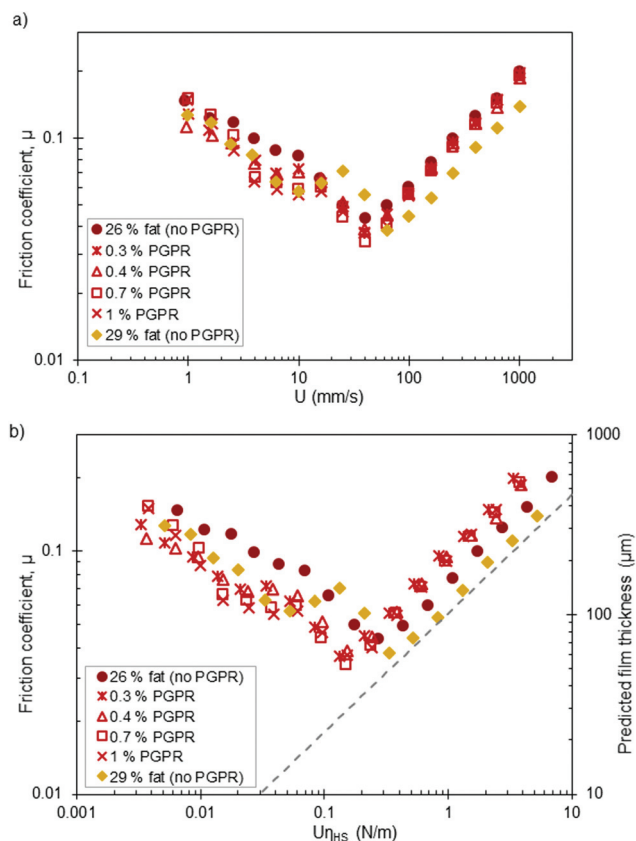 a)
Friction coefficient, μ
0.1
0.01
26 % fat (no PGPR)
0.3 % PGPR
0.4 % PGPR
0.7 % PGPR
1 % PGPR
29 % fat (no PGPR)
0.1
1
10
100
1000
U (mm/s)
b)
Friction coefficient, μ
0.1
0.01
26 % fat (no PGPR)
0.3 % PGPR
0.4 % PGPR
0.7 % PGPR
1 % PGPR
29 % fat (no PGPR)
1000
100
10
Predicted film thickness (μm)
0.001
0.01
0.1
1
10
UηHS (N/m)